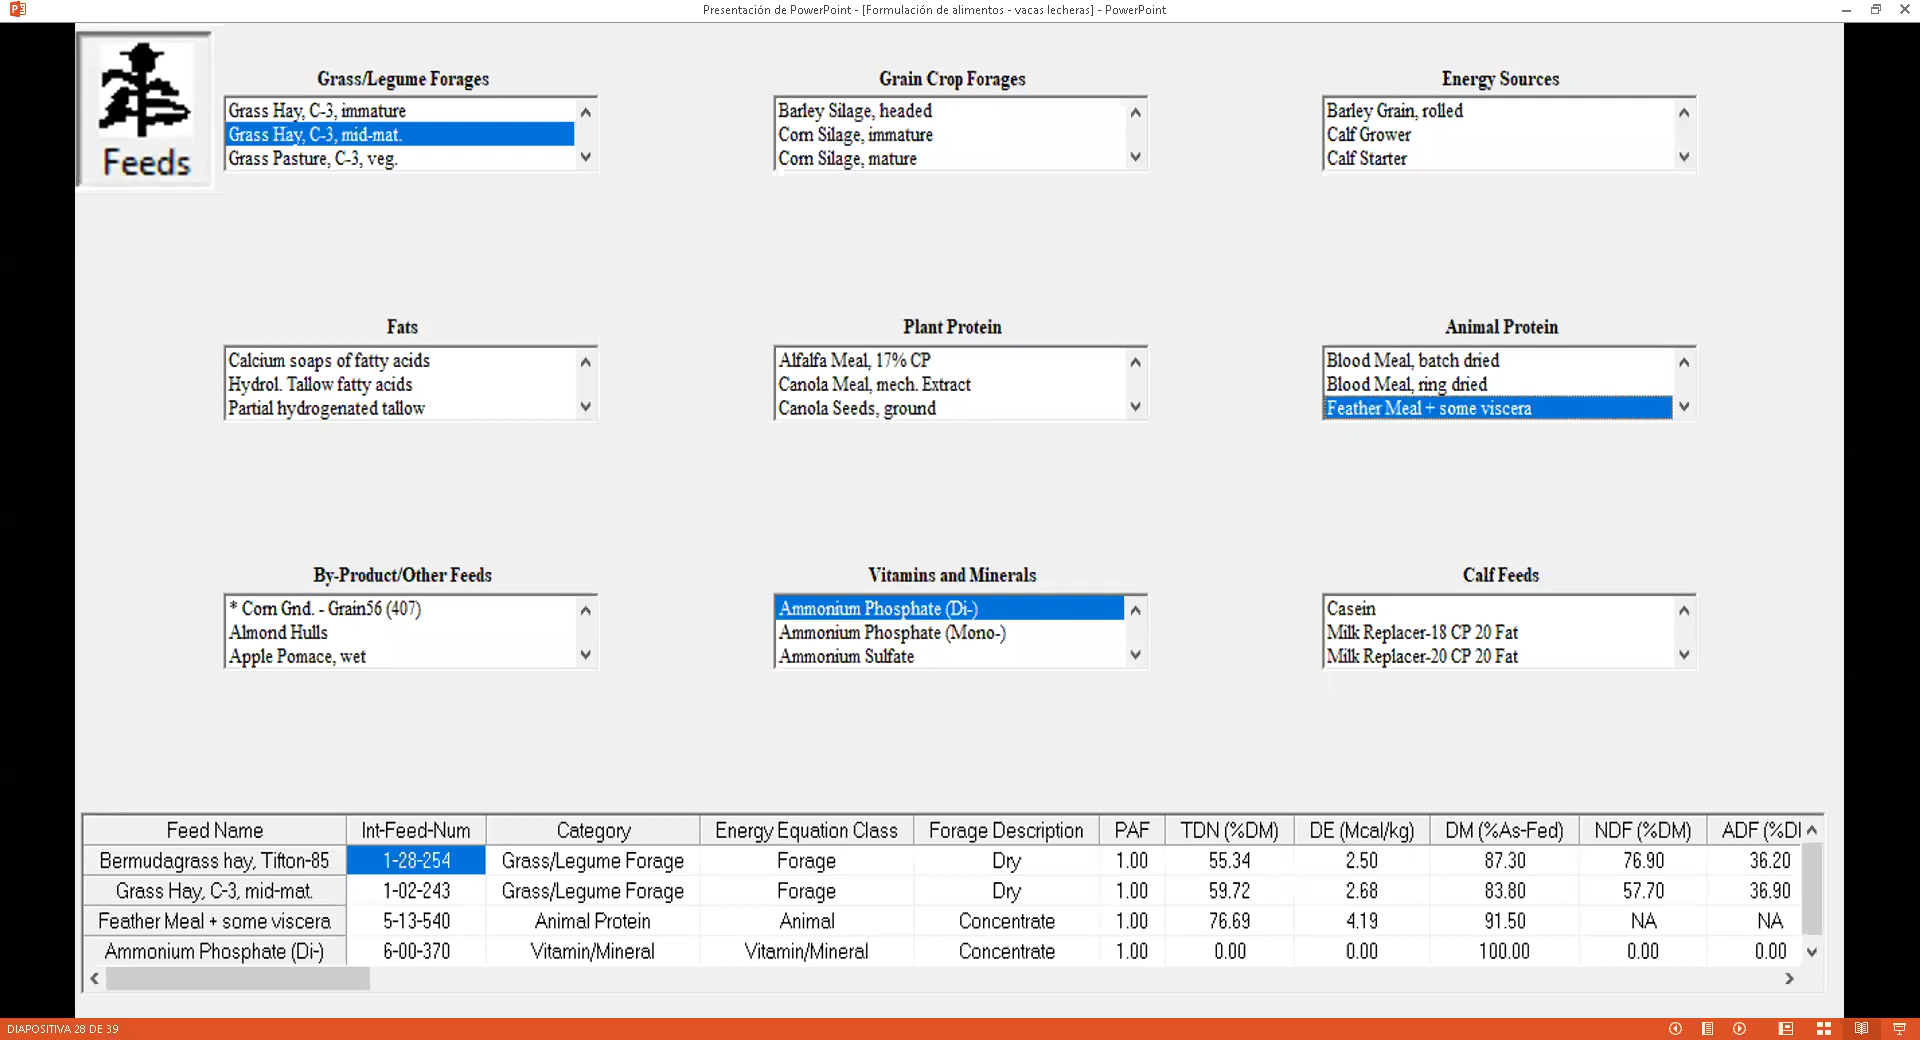 Presentación de PowerPoint - [Formulación de alimentos - vacas lecheras] - PowerPoint
Feeds
Grass/Legume Forages
Grass Hay, C-3, immature
Grass Hay, C-3, mid-mat.
Grass Pasture, C-3, veg.
Grain Crop Forages
Barley Silage, headed
Corn Silage, immature
Corn Silage, mature
Energy Sources
Barley Grain, rolled
Calf Grower
Calf Starter
Fats
Calcium soaps of fatty acids
Hydrol. Tallow fatty acids
Partial hydrogenated tallow
Plant Protein
Alfalfa Meal, 17% CP
Canola Meal, mech. Extract
Canola Seeds, ground
Animal Protein
Blood Meal, batch dried
Blood Meal, ring dried
Feather Meal + some viscera
By-Product/Other Feeds
* Corn Gnd. - Grain56 (407)
Almond Hulls
Apple Pomace, wet
Vitamins and Minerals
Ammonium Phosphate (Di-)
Ammonium Phosphate (Mono-)
Ammonium Sulfate
Calf Feeds
Casein
Milk Replacer-18 CP 20 Fat
Milk Replacer-20 CP 20 Fat
Feed Name Int-Feed-Num Category Energy Equation Class Forage Description PAF TDN (%DM) DE (Mcal/kg) DM (%As-Fed) NDF (%DM) ADF (%D
Bermudagrass hay, Tifton-85 1-28-254 Grass/Legume Forage Forage Dry 1.00 55.34 2.50 87.30 76.90 36.20
Grass Hay, C-3, mid-mat. 1-02-243 Grass/Legume Forage Forage Dry 1.00 59.72 2.68 83.80 57.70 36.90
Feather Meal + some viscera 5-13-540 Animal Protein Animal Concentrate 1.00 76.69 4.19 91.50 NA NA
Ammonium Phosphate (Di-) 6-00-370 Vitamin/Mineral Vitamin/Mineral Concentrate 1.00 0.00 0.00 100.00 0.00 0.00
DIAPOSITIVA 28 DE 39